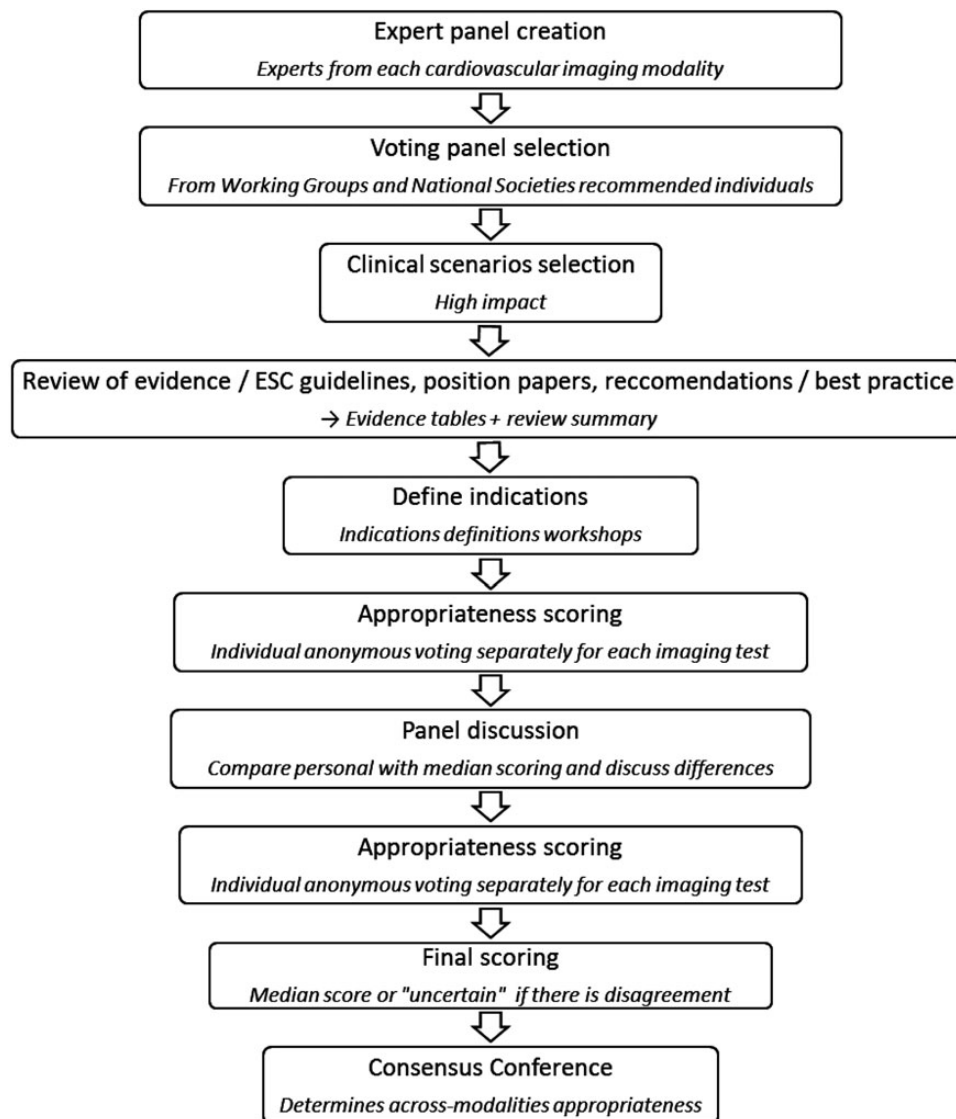 Expert panel creation
Experts from each cardiovascular imaging modality
Voting panel selection
From Working Groups and National Societies recommended individuals
Clinical scenarios selection
High impact
Review of evidence / ESC guidelines, position papers, reccomendations / best practice
→ Evidence tables + review summary
Define indications
Indications definitions workshops
Appropriateness scoring
Individual anonymous voting separately for each imaging test
Panel discussion
Compare personal with median scoring and discuss differences
Appropriateness scoring
Individual anonymous voting separately for each imaging test
Final scoring
Median score or "uncertain" if there is disagreement
Consensus Conference
Determines across-modalities appropriateness